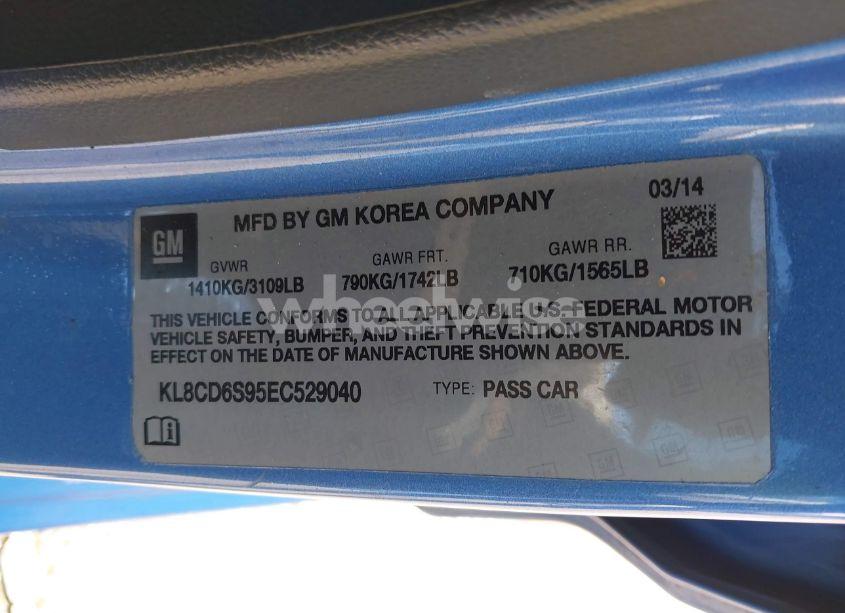 MFD BY GM KOREA COMPANY
03/14
GM
GVWR
GAWR FRT.
GAWR RR.
1410KG/3109LB
790KG/1742LB
710KG/1565LB
wheelwise
THIS VEHICLE CONFORMS TO ALL APPLICABLE U.S. FEDERAL MOTOR
VEHICLE SAFETY, BUMPER, AND THEFT PREVENTION STANDARDS IN
EFFECT ON THE DATE OF MANUFACTURE SHOWN ABOVE.
KL8CD6S95EC529040
TYPE: PASS CAR